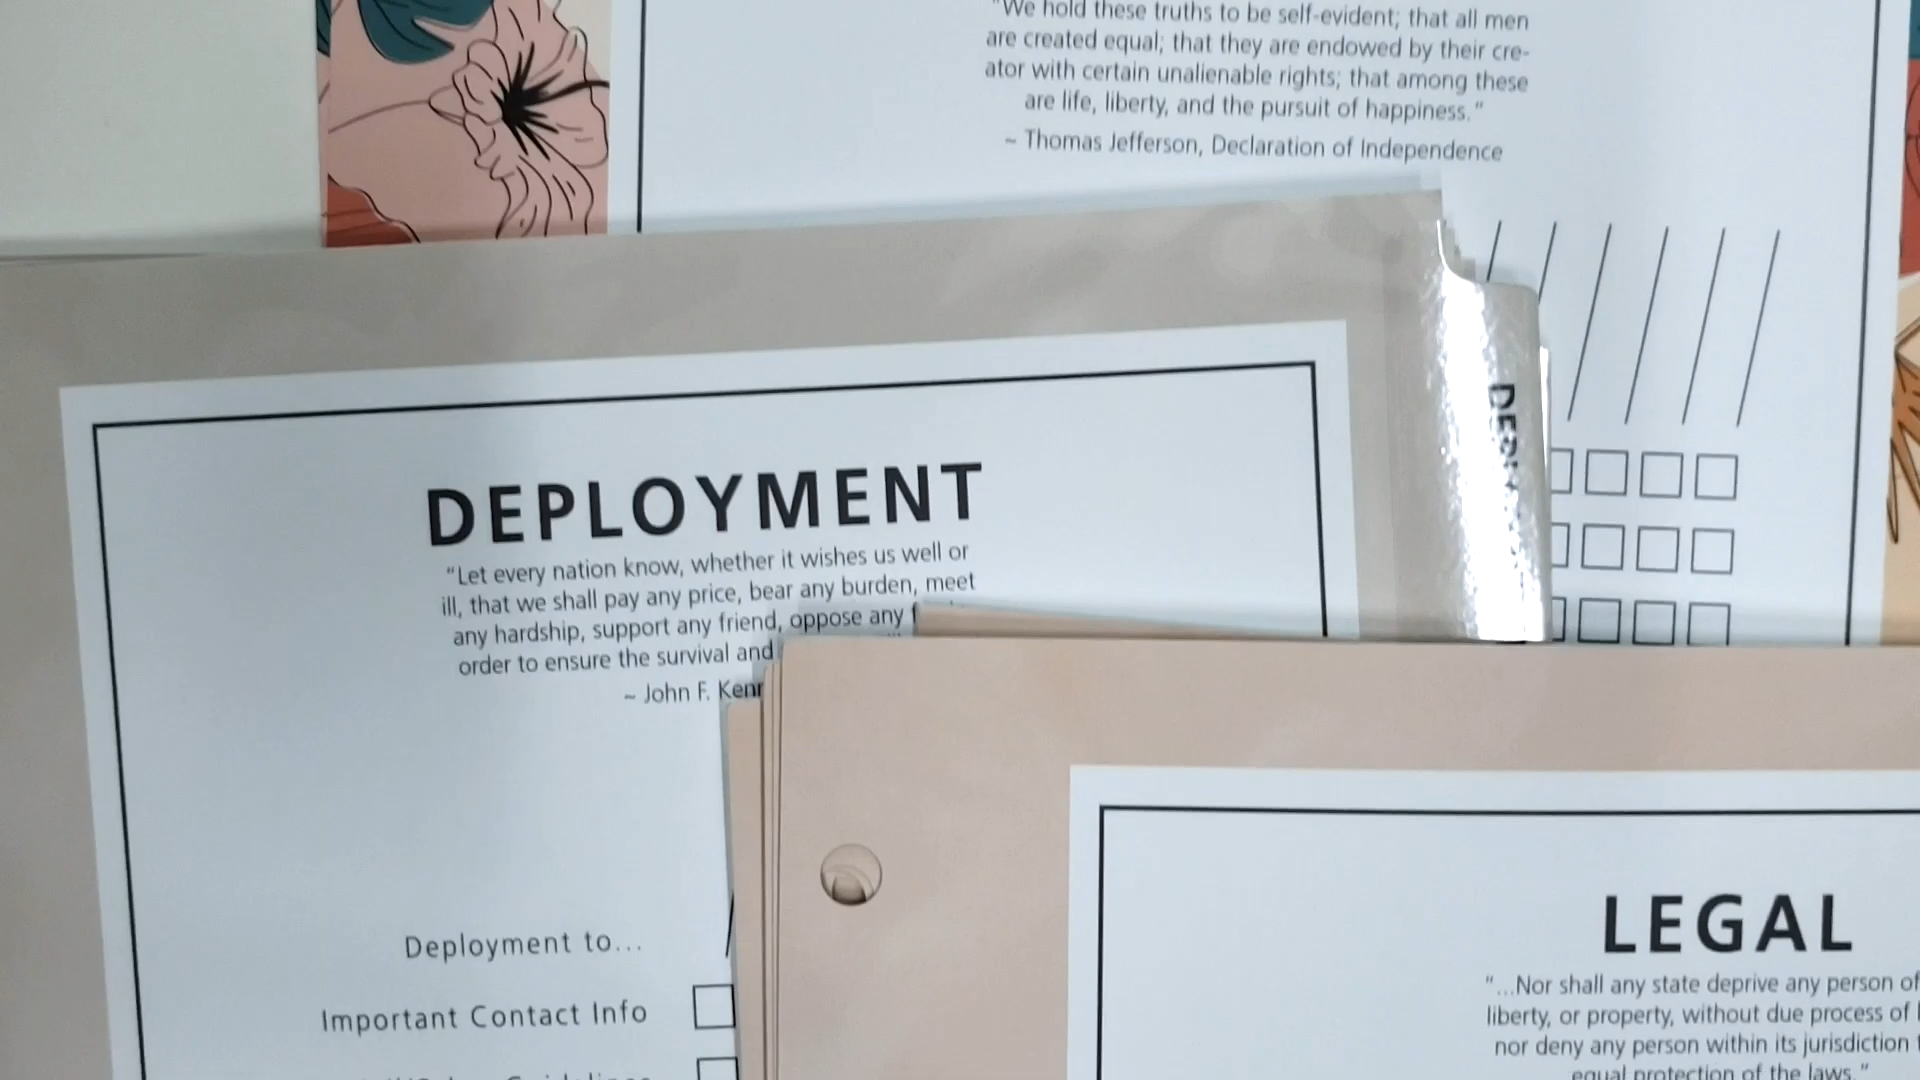 "We hold these truths to be self-evident; that all men
are created equal; that they are endowed by their cre-
ator with certain unalienable rights; that among these
are life, liberty, and the pursuit of happiness."
~ Thomas Jefferson, Declaration of Independence
DEPLOYMENT
"Let every nation know, whether it wishes us well or
ill, that we shall pay any price, bear any burden, meet
any hardship, support any friend, oppose any
order to ensure the survival and
~ John F.
Deployment to...
Important Contact Info
LEGAL
"...Nor shall any state deprive any person of
liberty, or property, without due process of
nor deny any person within its jurisdiction
equal protection of the laws."